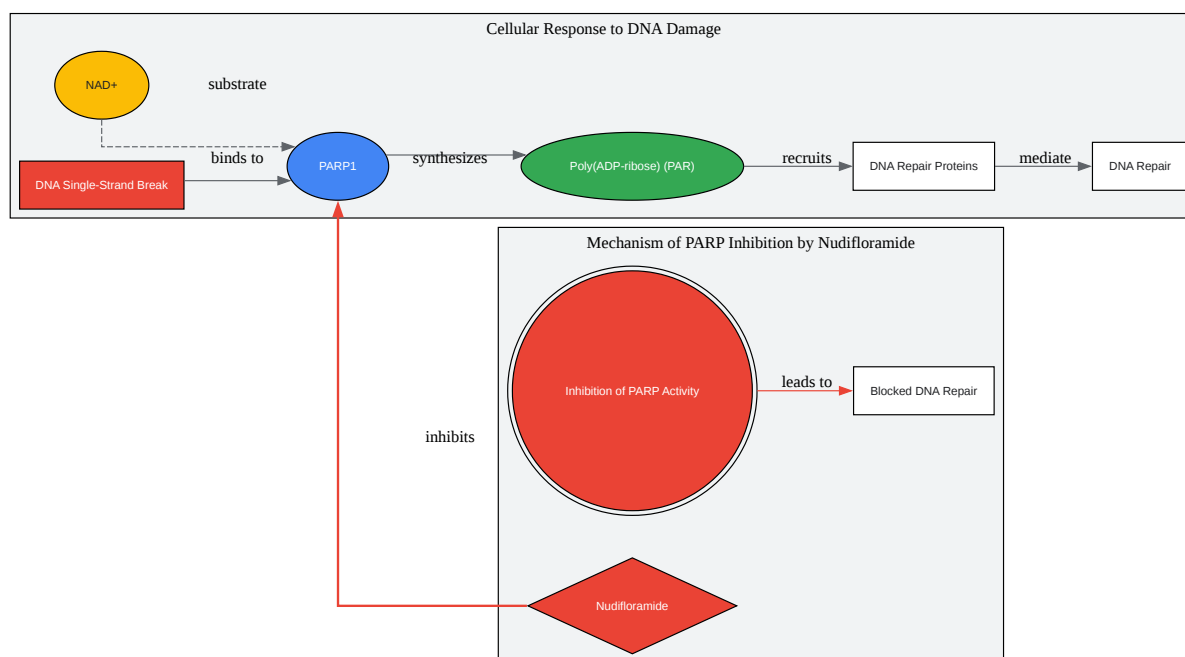 Cellular Response to DNA Damage
NAD+
substrate
DNA Single-Strand Break
binds to
PARP1
synthesizes
Poly(ADP-ribose) (PAR)
recruits
DNA Repair Proteins
mediate
DNA Repair
Mechanism of PARP Inhibition by Nudifloramide
Inhibition of PARP Activity
leads to
Blocked DNA Repair
inhibits
Nudifloramide